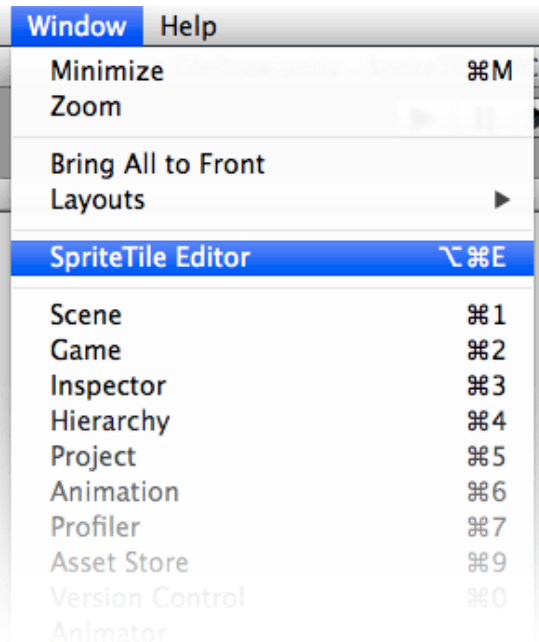 Window Help
Minimize ⌘M
Zoom
Bring All to Front
Layouts ▶
SpriteTile Editor ⌥⌘E
Scene ⌘1
Game ⌘2
Inspector ⌘3
Hierarchy ⌘4
Project ⌘5
Animation ⌘6
Profiler ⌘7
Asset Store ⌘9
Version Control ⌘0
Animator